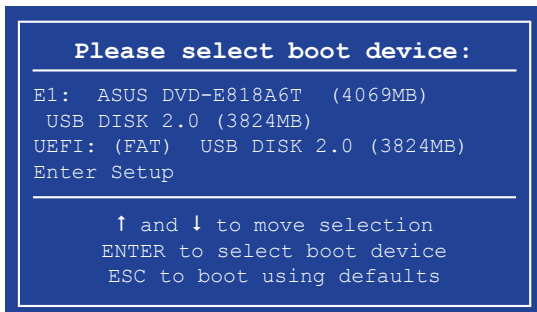 Please select boot device:
E1: ASUS DVD-E818A6T (4069MB)
USB DISK 2.0 (3824MB)
UEFI: (FAT) USB DISK 2.0 (3824MB)
Enter Setup
↑ and ↓ to move selection
ENTER to select boot device
ESC to boot using defaults